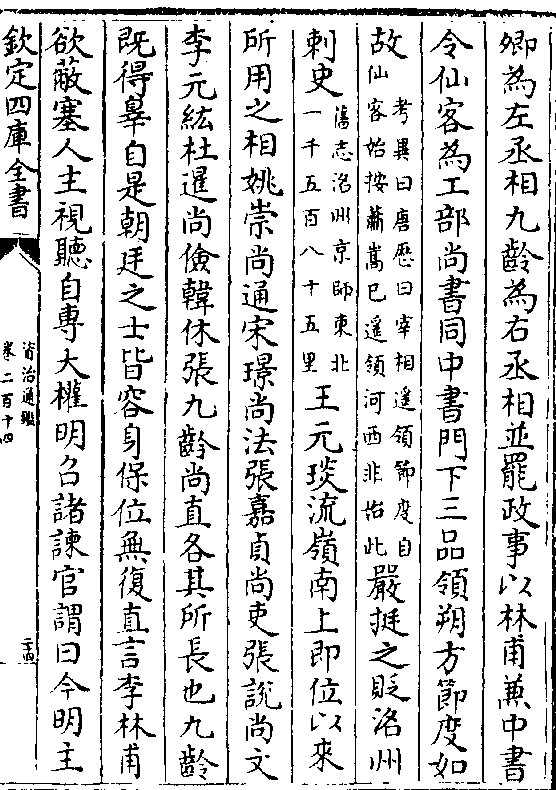 卿為左丞相九齡為右丞相並罷政事以林甫兼中書
令仙客為工部尚書同中書門下三品領朔方節度如
故考異曰唐厯曰宰相遥領節度自仙客始按蕭嵩已遥領河西非始此嚴挺之貶洺州
刺史舊志洺州京師東北一千五百八十五里王元琰流嶺南上即位以來
所用之相姚崇尚通宋璟尚法張嘉貞尚吏張說尚文
李元紘杜暹尚儉韓休張九齡尚直各其所長也九齡
既得辠自是朝廷之士皆容身保位無復直言李林甫
欲蔽塞人主視聽自專大權明召諸諫官謂曰今明主
欽定四庫全書
資治通鑑
卷二百十四
二十四